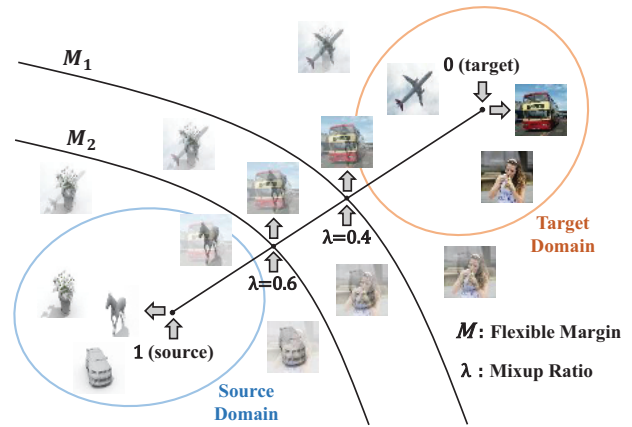 M₁
0 (target)
M₂
λ=0.4
Target
Domain
λ=0.6
M: Flexible Margin
1 (source)
λ : Mixup Ratio
Source
Domain